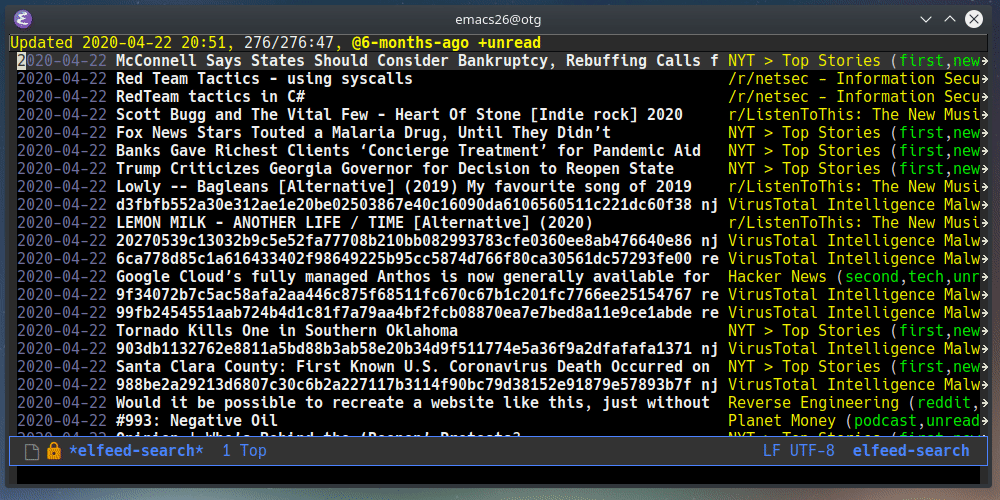 emacs26@otg
Updated 2020-04-22 20:51, 276/276:47, @6-months-ago +unread
2020-04-22 McConnell Says States Should Consider Bankruptcy, Rebuffing Calls f NYT > Top Stories (first,new
2020-04-22 Red Team Tactics - using syscalls /r/netsec - Information Secu
2020-04-22 RedTeam tactics in C# /r/netsec - Information Secu
2020-04-22 Scott Bugg and The Vital Few - Heart Of Stone [Indie rock] 2020 r/ListenToThis: The New Musi
2020-04-22 Fox News Stars Touted a Malaria Drug, Until They Didn’t NYT > Top Stories (first,new
2020-04-22 Banks Gave Richest Clients ‘Concierge Treatment’ for Pandemic Aid NYT > Top Stories (first,new
2020-04-22 Trump Criticizes Georgia Governor for Decision to Reopen State NYT > Top Stories (first,new
2020-04-22 Lowly -- Bagleans [Alternative] (2019) My favourite song of 2019 r/ListenToThis: The New Musi
2020-04-22 d3fbfb552a30e312ae1e20be02503867e40c16090da6106560511c221dc60f38 nj VirusTotal Intelligence Malw
2020-04-22 LEMON MILK - ANOTHER LIFE / TIME [Alternative] (2020) r/ListenToThis: The New Musi
2020-04-22 20270539c13032b9c5e52fa77708b210bb082993783cfe0360ee8ab476640e86 nj VirusTotal Intelligence Malw
2020-04-22 6ca778d85c1a616433402f98649225b95cc5874d766f80ca30561dc57293fe00 re VirusTotal Intelligence Malw
2020-04-22 Google Cloud’s fully managed Anthos is now generally available for Hacker News (second,tech,unr
2020-04-22 9f34072b7c5ac58afa2aa446c875f68511fc670c67b1c201fc7766ee25154767 re VirusTotal Intelligence Malw
2020-04-22 99fb2454551aab724b4d1c81f7a79aa4bf2fcb08870ea7e7bed8a11e9ce1abde re VirusTotal Intelligence Malw
2020-04-22 Tornado Kills One in Southern Oklahoma NYT > Top Stories (first,new
2020-04-22 903db1132762e8811a5bd88b3ab58e20b34d9f511774e5a36f9a2dfafafa1371 nj VirusTotal Intelligence Malw
2020-04-22 Santa Clara County: First Known U.S. Coronavirus Death Occurred on NYT > Top Stories (first,new
2020-04-22 988be2a29213d6807c30c6b2a227117b3114f90bc79d38152e91879e57893b7f nj VirusTotal Intelligence Malw
2020-04-22 Would it be possible to recreate a website like this, just without Reverse Engineering (reddit,
2020-04-22 #993: Negative Oil Planet Money (podcast,unread
2020-04-22 Opinion | Who’s Behind the ‘Reopen’ Protests? NYT > Top Stories (first,new
*elfeed-search* 1 Top LF UTF-8 elfeed-search